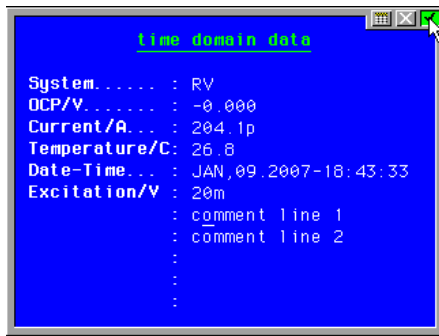 time domain data
System...... : RV
OCP/V....... : -0.000
Current/A... : 204.1p
Temperature/C: 26.8
Date-Time... : JAN,09.2007-18:43:33
Excitation/V : 20m
: comment line 1
: comment line 2
:
:
: